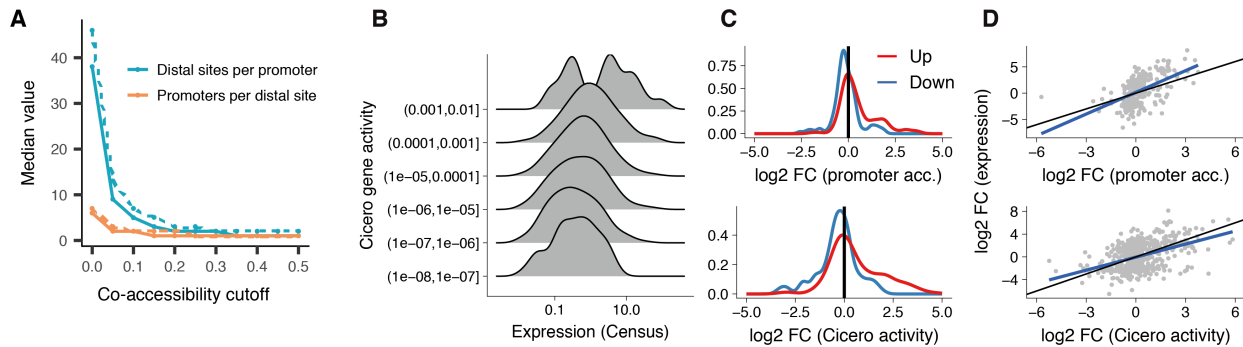 A
Median value
40
30
20
10
0
Distal sites per promoter
Promoters per distal site
0.0 0.1 0.2 0.3 0.4 0.5
Co-accessibility cutoff
B
Cicero gene activity
(0.001,0.01]
(0.0001,0.001]
(1e−05,0.0001]
(1e−06,1e−05]
(1e−07,1e−06]
(1e−08,1e−07]
0.1 10.0
Expression (Census)
C
Up
Down
0.75
0.50
0.25
0.00
−5.0 −2.5 0.0 2.5 5.0
log2 FC (promoter acc.)
0.4
0.2
0.0
−5.0 −2.5 0.0 2.5 5.0
log2 FC (Cicero activity)
D
log2 FC (expression)
5
0
−5
−6 −3 0 3 6
log2 FC (promoter acc.)
8
4
0
−4
−6 −3 0 3 6
log2 FC (Cicero activity)